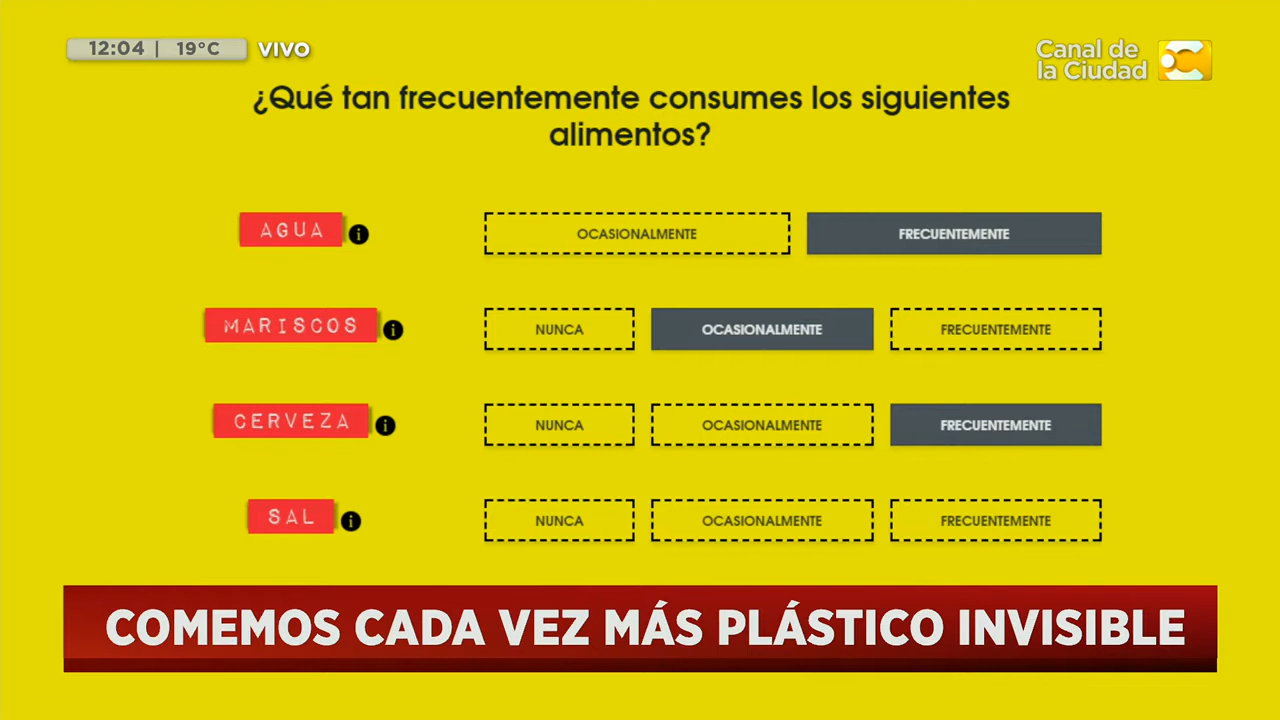 12:04 | 19°C VIVO
Canal de
la Ciudad
¿Qué tan frecuentemente consumes los siguientes
alimentos?
AGUA i OCASIONALMENTE FRECUENTEMENTE
MARISCOS i NUNCA OCASIONALMENTE FRECUENTEMENTE
CERVEZA i NUNCA OCASIONALMENTE FRECUENTEMENTE
SAL i NUNCA OCASIONALMENTE FRECUENTEMENTE
COMEMOS CADA VEZ MÁS PLÁSTICO INVISIBLE